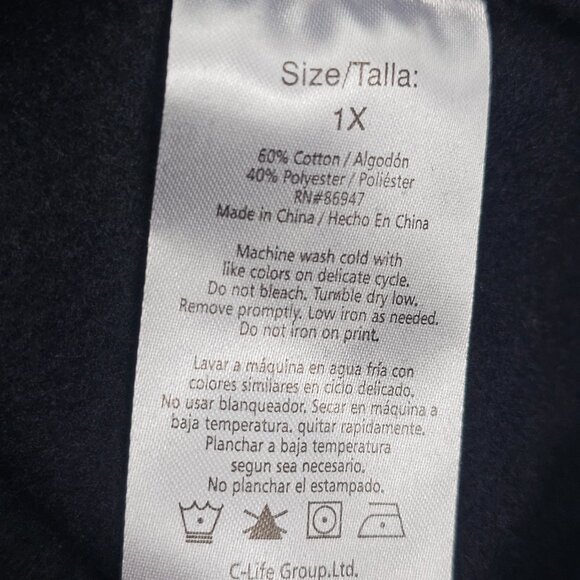 Size/Talla:
1X
60% Cotton / Algodón
40% Polyester / Poliéster
RN#86947
Made in China / Hecho En China
Machine wash cold with
like colors on delicate cycle.
Do not bleach. Tumble dry low.
Remove promptly. Low iron as needed.
Do not iron on print.
Lavar a máquina en agua fría con
colores similares en ciclo delicado.
No usar blanqueador. Secar en máquina a
baja temperatura. quitar rapidamente.
Planchar a baja temperatura
segun sea necesario.
No planchar el estampado.
C-Life Group.Ltd.